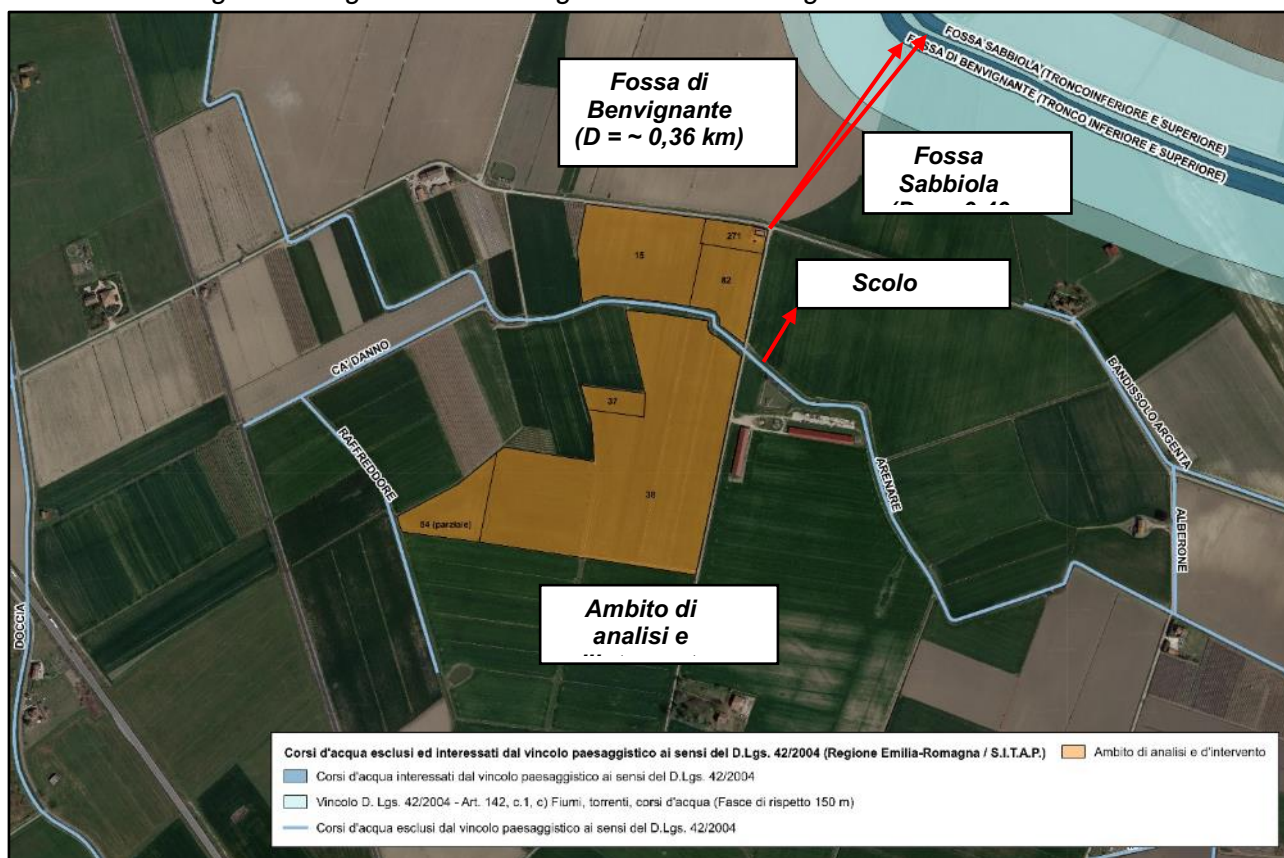 Fossa di
Benvignante
(D = ~ 0,36 km)
FOSSA SABBIOLA (TRONCOINFERIORE E SUPERIORE)
FOSSA DI BENVIGNANTE (TRONCO INFERIORE E SUPERIORE)
Fossa
Sabbiola
Scolo
271
15
62
CA' DANNO
37
RAFFREDDORE
38
64 (parziale)
BANDISSOLO ARGENTA
ARENARE
ALBERONE
DOCCIA
Ambito di
analisi e
Corsi d'acqua esclusi ed interessati dal vincolo paesaggistico ai sensi del D.Lgs. 42/2004 (Regione Emilia-Romagna / S.I.T.A.P.)
Ambito di analisi e d'intervento
Corsi d'acqua interessati dal vincolo paesaggistico ai sensi del D.Lgs. 42/2004
Vincolo D. Lgs. 42/2004 - Art. 142, c.1, c) Fiumi, torrenti, corsi d'acqua (Fasce di rispetto 150 m)
Corsi d'acqua esclusi dal vincolo paesaggistico ai sensi del D.Lgs. 42/2004